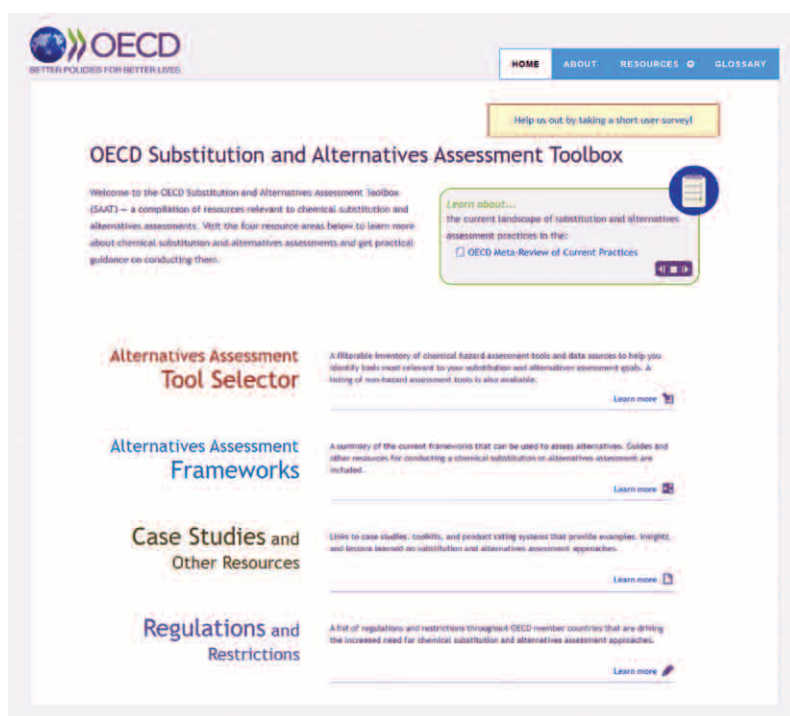 OECD
BETTER POLICIES FOR BETTER LIVES
HOME ABOUT RESOURCES GLOSSARY
Help us out by taking a short user survey!
OECD Substitution and Alternatives Assessment Toolbox
Welcome to the OECD Substitution and Alternatives Assessment Toolbox
(SAAT) — a compilation of resources relevant to chemical substitution and
alternatives assessments. Visit the four resource areas below to learn more
about chemical substitution and alternatives assessments and get practical
guidance on conducting them.
Learn about...
the current landscape of substitution and alternatives
assessment practices in the:
OECD Meta-Review of Current Practices
Alternatives Assessment
Tool Selector
A filterable inventory of chemical hazard assessment tools and data sources to help you
identify tools most relevant to your substitution and alternatives assessment goals. A
listing of non-hazard assessment tools is also available.
Learn more
Alternatives Assessment
Frameworks
A summary of the current frameworks that can be used to assess alternatives. Guides and
other resources for conducting a chemical substitution or alternatives assessment are
included.
Learn more
Case Studies and
Other Resources
Links to case studies, toolkits, and product rating systems that provide examples, insights,
and lessons learned on substitution and alternatives assessment approaches.
Learn more
Regulations and
Restrictions
A list of regulations and restrictions throughout OECD member countries that are driving
the increased need for chemical substitution and alternatives assessment approaches.
Learn more